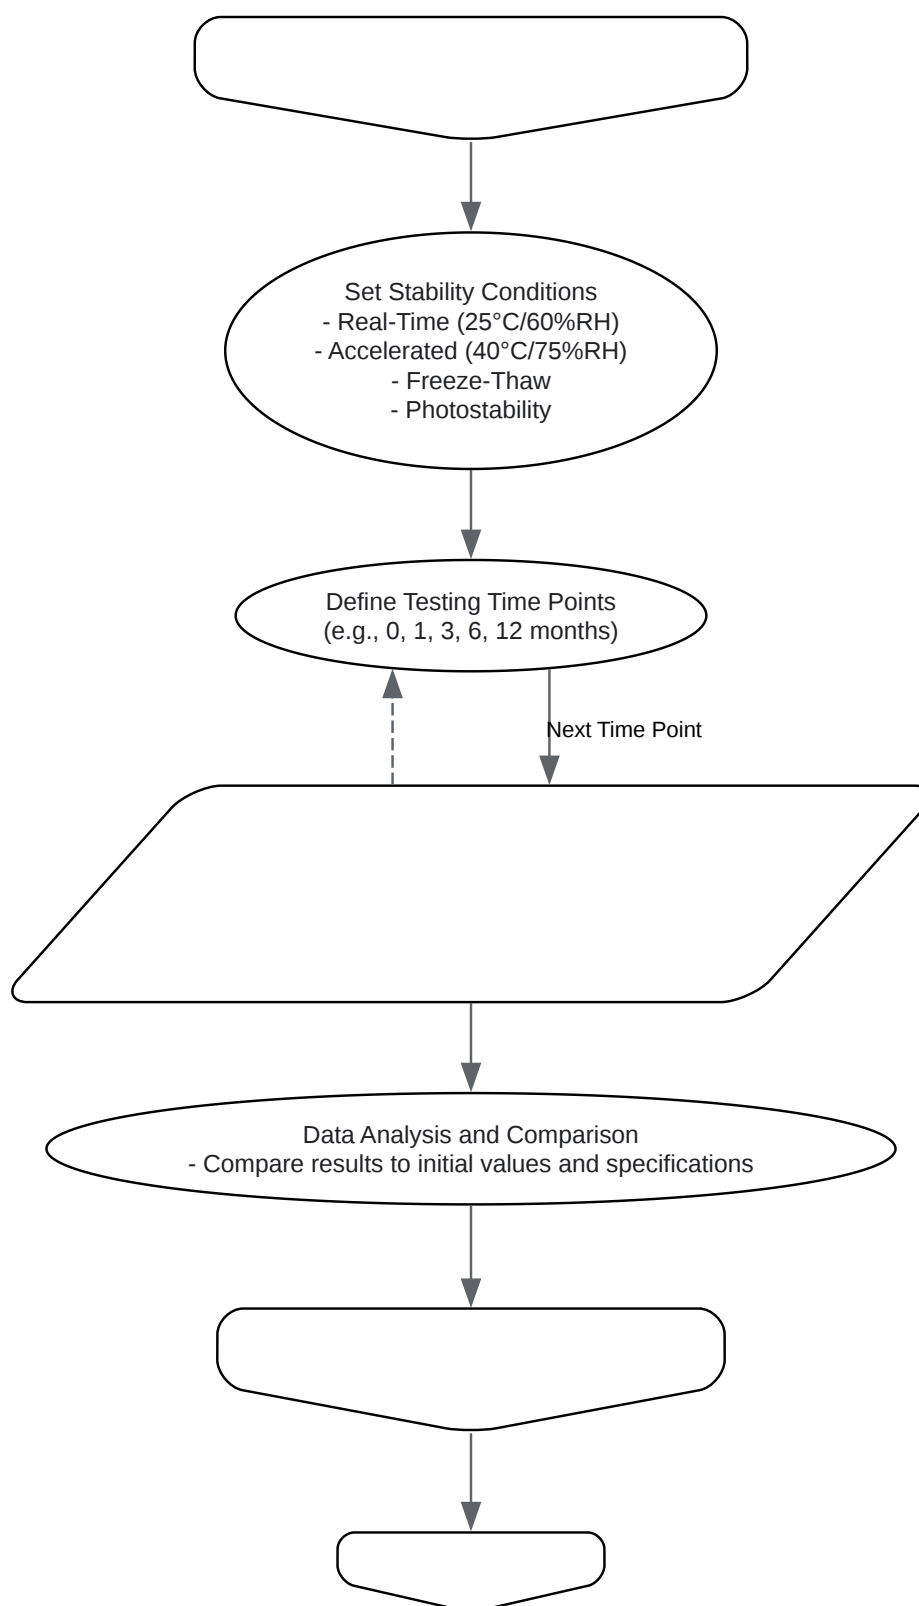 Set Stability Conditions
- Real-Time (25°C/60%RH)
- Accelerated (40°C/75%RH)
- Freeze-Thaw
- Photostability
Define Testing Time Points
(e.g., 0, 1, 3, 6, 12 months)
Next Time Point
Data Analysis and Comparison
- Compare results to initial values and specifications